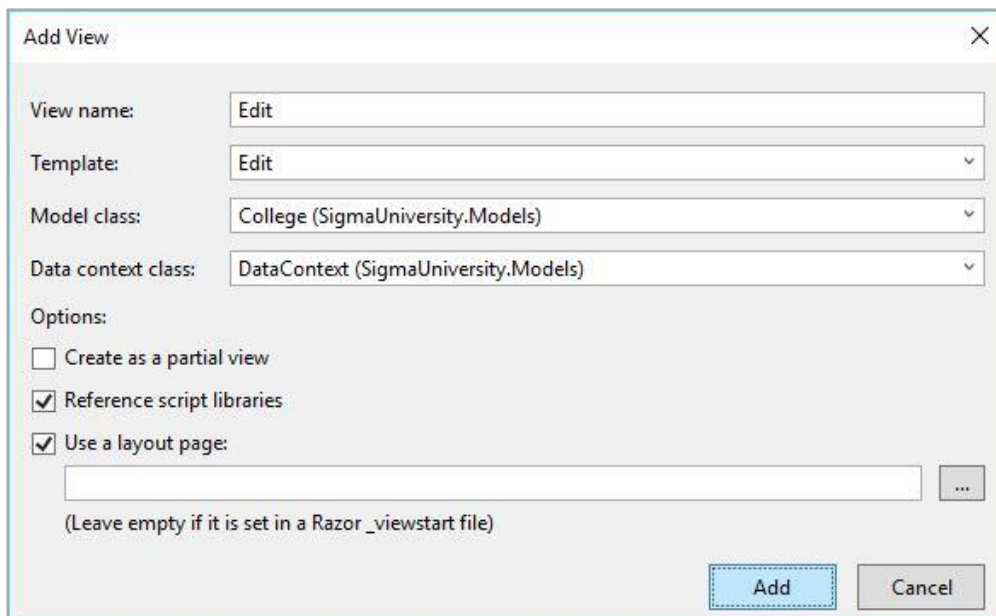 Add View
View name: Edit
Template: Edit
Model class: College (SigmaUniversity.Models)
Data context class: DataContext (SigmaUniversity.Models)
Options:
Create as a partial view
Reference script libraries
Use a layout page:
...
(Leave empty if it is set in a Razor _viewstart file)
Add Cancel